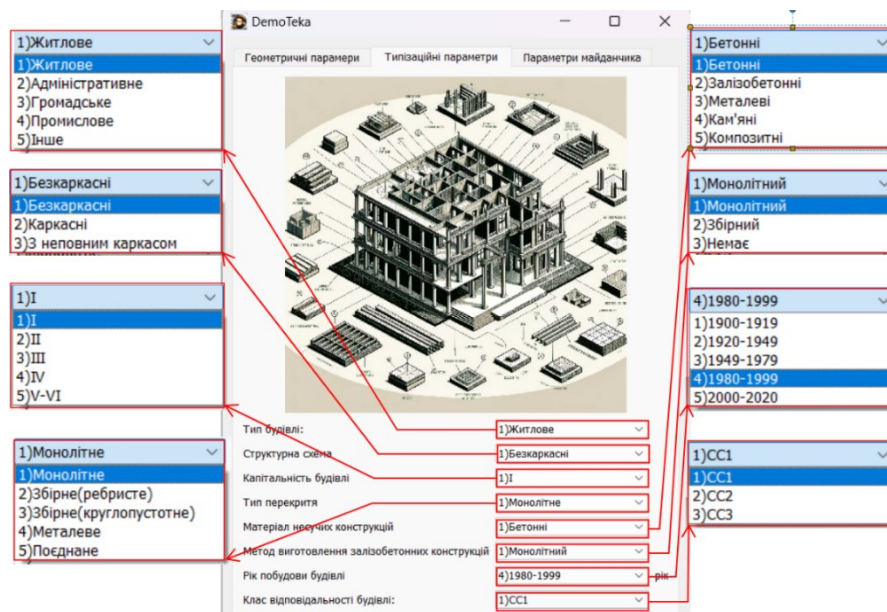 DemoTeka
Геометричні парамери
Типізаційні параметри
Параметри майданчика
1)Житлове
1)Житлове
2)Адміністративне
3)Громадське
4)Промислове
5)Інше
1)Безкаркасні
1)Безкаркасні
2)Каркасні
3)З неповним каркасом
1)I
1)I
2)II
3)III
4)IV
5)V-VI
1)Монолітне
1)Монолітне
2)Збірне(ребристе)
3)Збірне(круглопустотне)
4)Металеве
5)Поєднане
Тип будівлі: 1)Житлове
Структурна схема 1)Безкаркасні
Капітальність будівлі 1)I
Тип перекриття 1)Монолітне
Матеріал несучих конструкцій 1)Бетонні
Метод виготовлення залізобетонних конструкцій 1)Монолітний
Рік побудови будівлі 4)1980-1999 рік
Клас відповідальності будівлі: 1)СС1
1)Бетонні
1)Бетонні
2)Залізобетонні
3)Металеві
4)Кам'яні
5)Композитні
1)Монолітний
1)Монолітний
2)Збірний
3)Немає
4)1980-1999
1)1900-1919
2)1920-1949
3)1949-1979
4)1980-1999
5)2000-2020
1)СС1
1)СС1
2)СС2
3)СС3